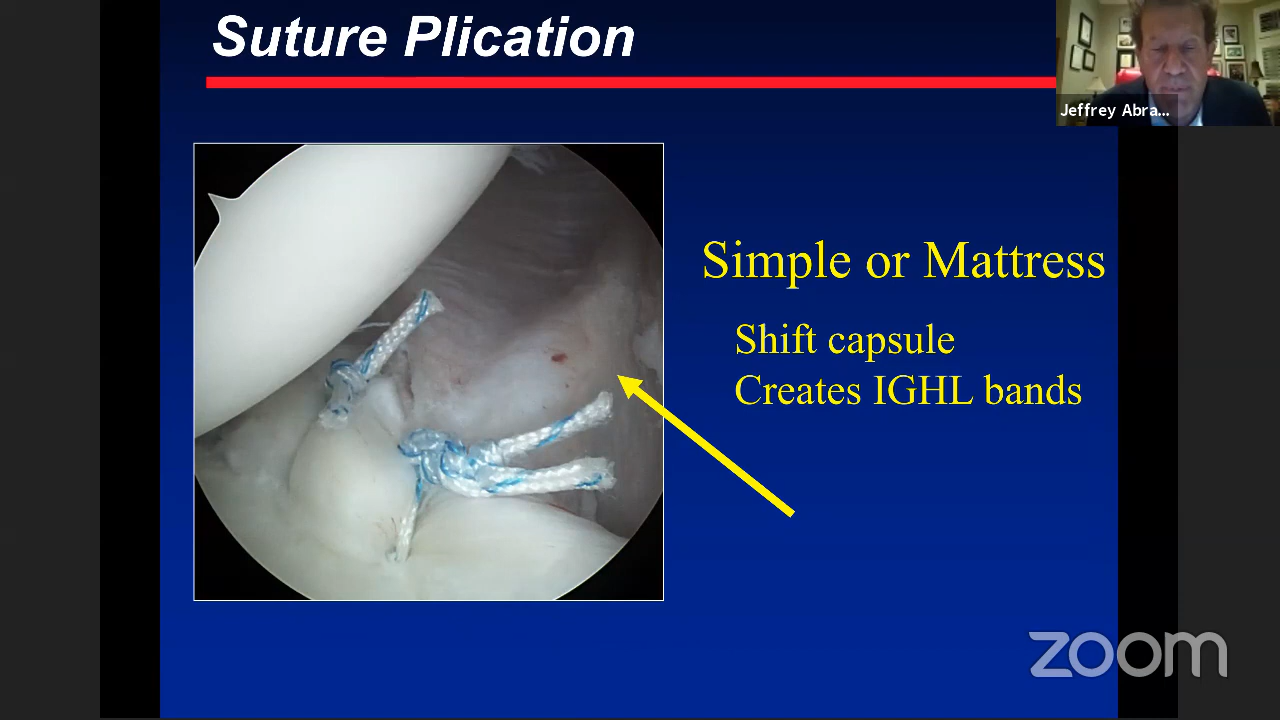 Suture Plication
Jeffrey Abra...
Simple or Mattress
Shift capsule
Creates IGHL bands
zoom